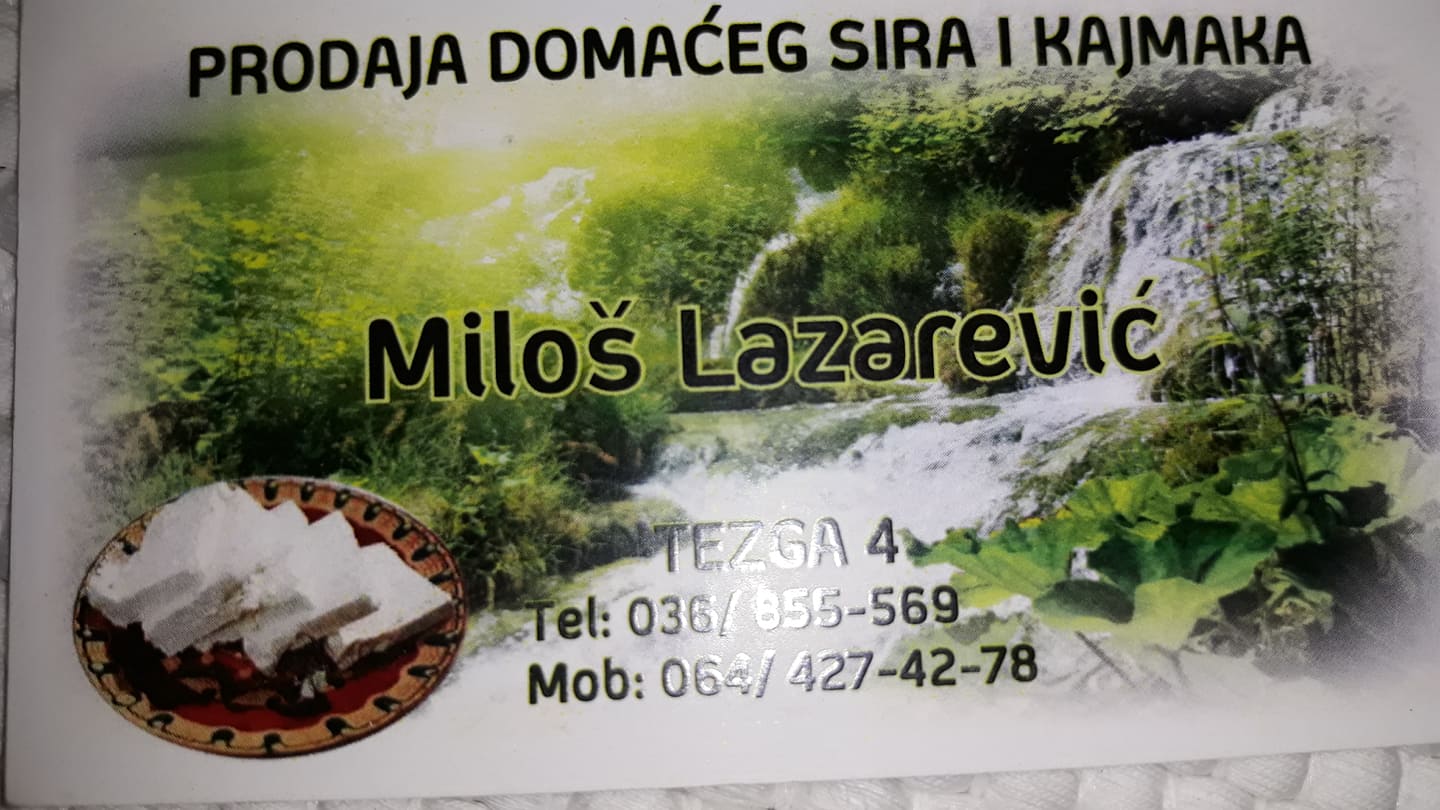 PRODAJA DOMAĆEG SIRA I KAJMAKA
Miloš Lazarević
TEZGA 4
Tel: 036/ 855-569
Mob: 064/ 427-42-78